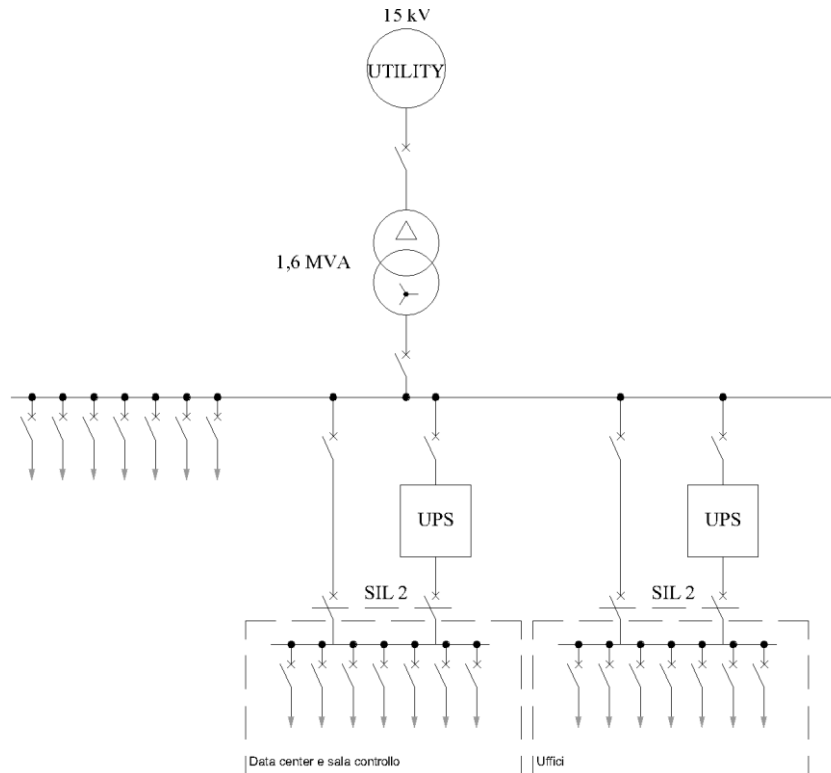 15 kV
UTILITY
1,6 MVA
UPS
UPS
SIL 2
SIL 2
Data center e sala controllo
Uffici